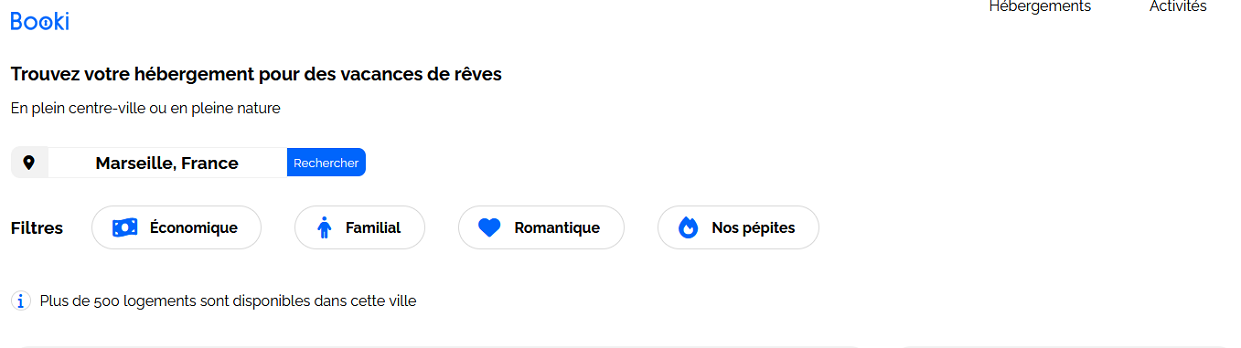 Booki
Hébergements
Activités
Trouvez votre hébergement pour des vacances de rêves
En plein centre-ville ou en pleine nature
Marseille, France
Rechercher
Filtres
Économique
Familial
Romantique
Nos pépites
Plus de 500 logements sont disponibles dans cette ville